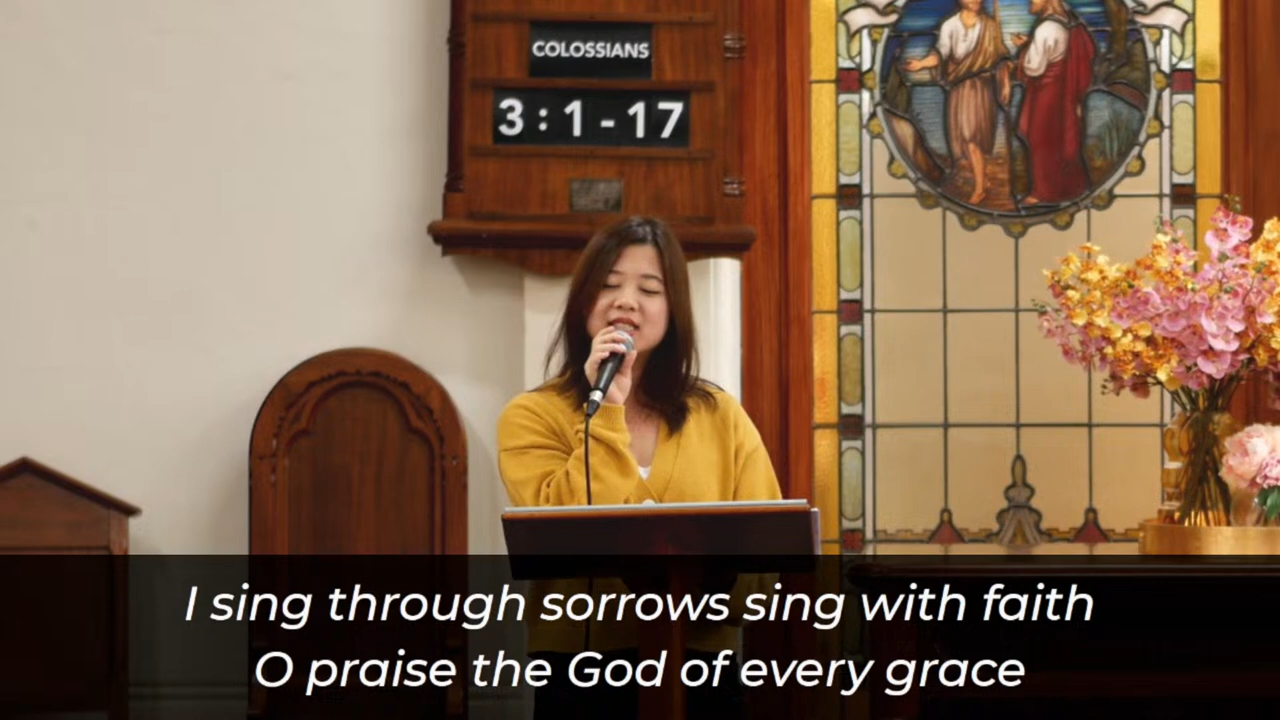 COLOSSIANS
3:1-17
I sing through sorrows sing with faith
O praise the God of every grace